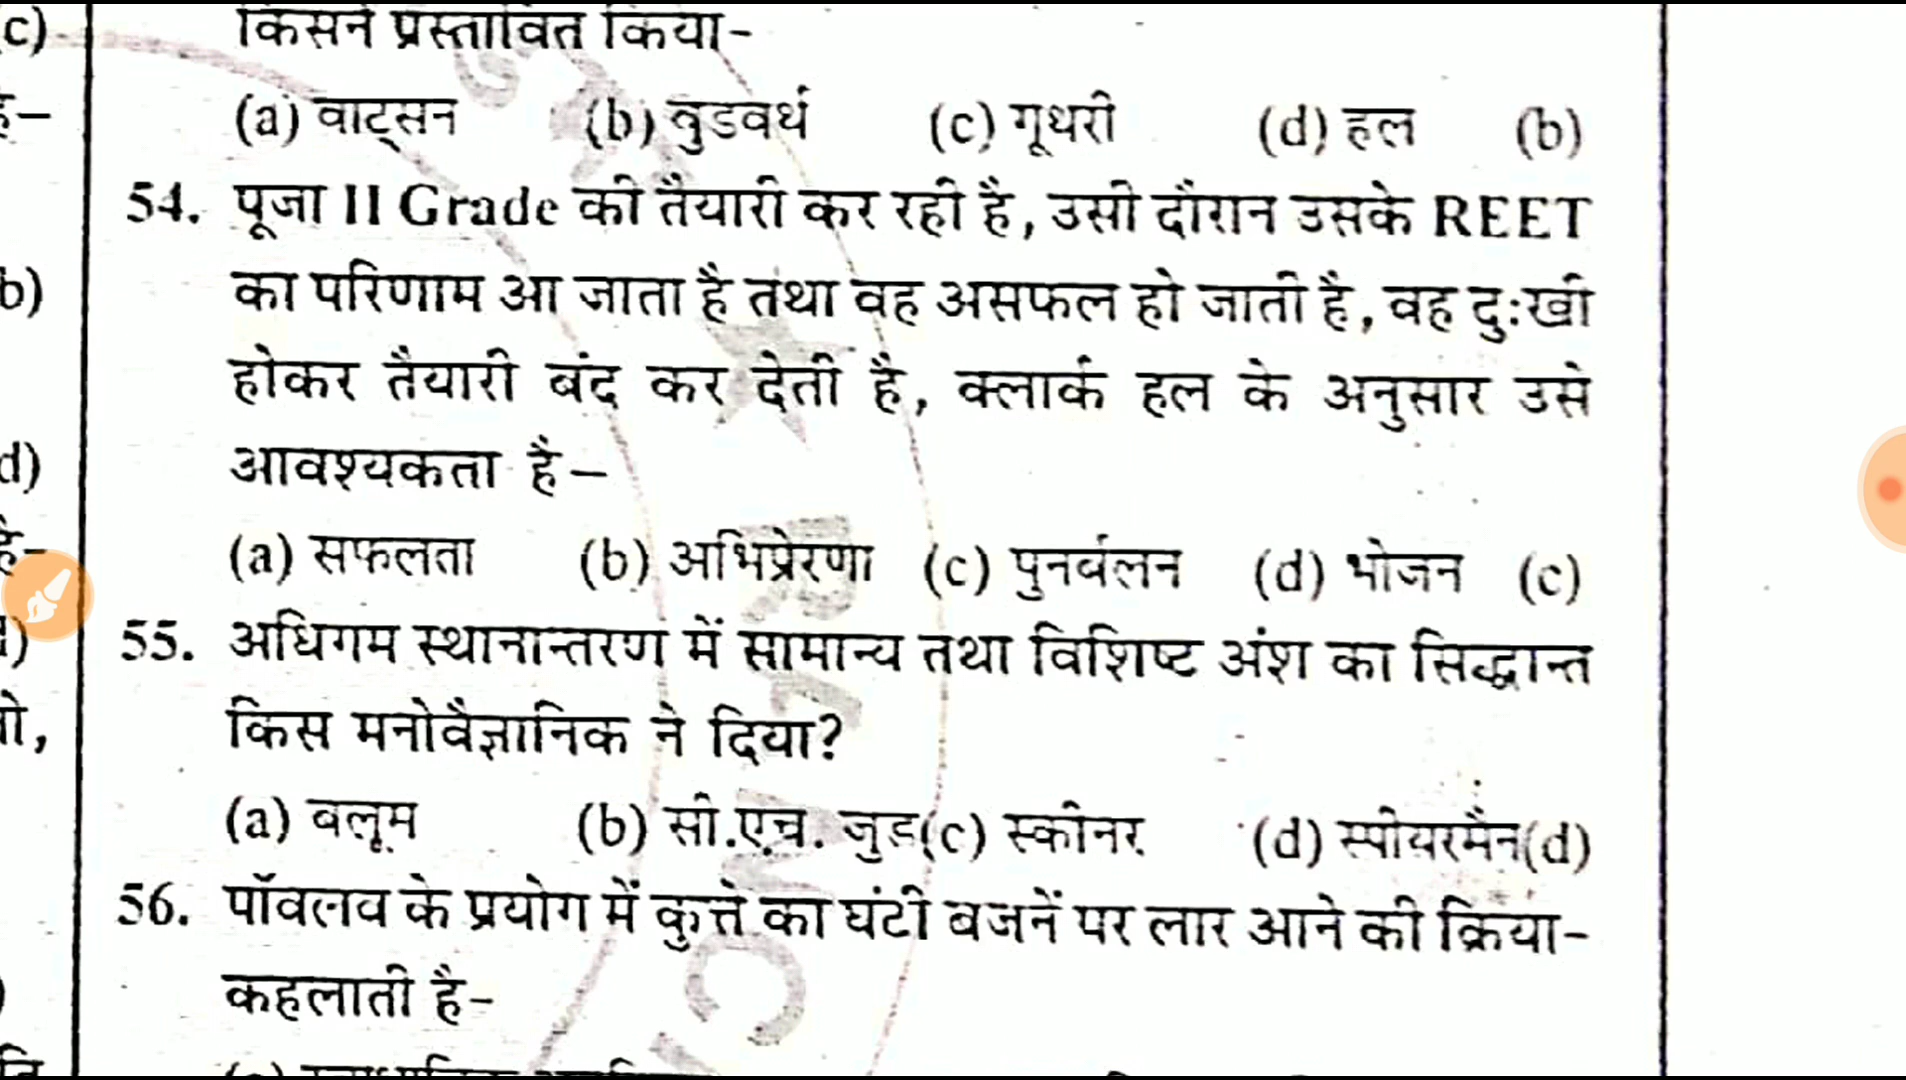 c)
किसने प्रस्तावित किया-
है-
(a) वाट्सन (b) वुडवर्थ (c) गूथरी (d) हल (b)
54. पूजा II Grade की तैयारी कर रही है, उसी दौरान उसके REET
b)
का परिणाम आ जाता है तथा वह असफल हो जाती है, वह दुःखी
होकर तैयारी बंद कर देती है, क्लार्क हल के अनुसार उसे
d)
आवश्यकता है-
है-
(a) सफलता (b) अभिप्रेरणा (c) पुनर्वलन (d) भोजन (c)
55. अधिगम स्थानान्तरण में सामान्य तथा विशिष्ट अंश का सिद्धान्त
किस मनोवैज्ञानिक ने दिया?
(a) बलूम (b) सी.एच. जुड (c) स्कीनर (d) स्पीयरमैन (d)
56. पॉवलव के प्रयोग में कुत्ते का घंटी बजनें पर लार आने की क्रिया-
कहलाती है-